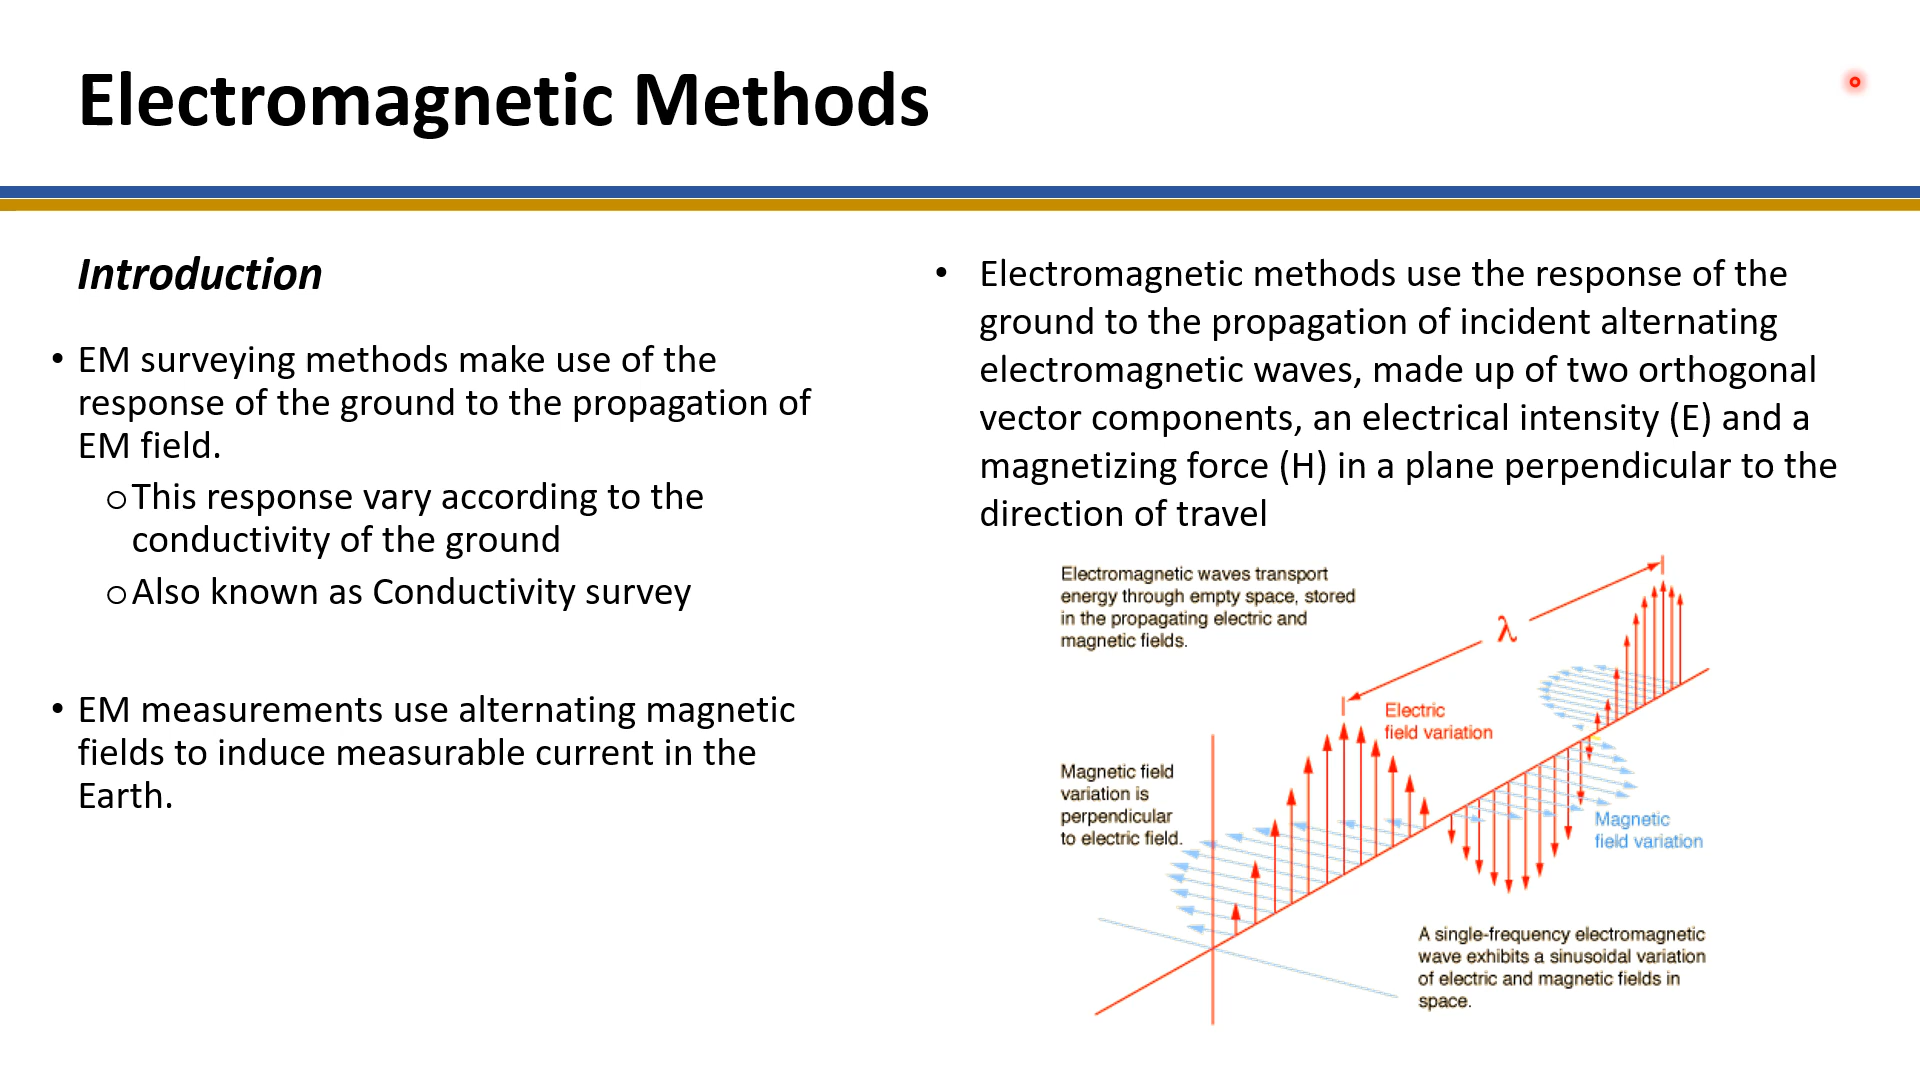 Electromagnetic Methods
Introduction
• EM surveying methods make use of the
response of the ground to the propagation of
EM field.
oThis response vary according to the
conductivity of the ground
oAlso known as Conductivity survey
• EM measurements use alternating magnetic
fields to induce measurable current in the
Earth.
• Electromagnetic methods use the response of the
ground to the propagation of incident alternating
electromagnetic waves, made up of two orthogonal
vector components, an electrical intensity (E) and a
magnetizing force (H) in a plane perpendicular to the
direction of travel
Electromagnetic waves transport
energy through empty space, stored
in the propagating electric and
magnetic fields.
λ
Electric
field variation
Magnetic field
variation is
perpendicular
to electric field.
Magnetic
field variation
A single-frequency electromagnetic
wave exhibits a sinusoidal variation
of electric and magnetic fields in
space.